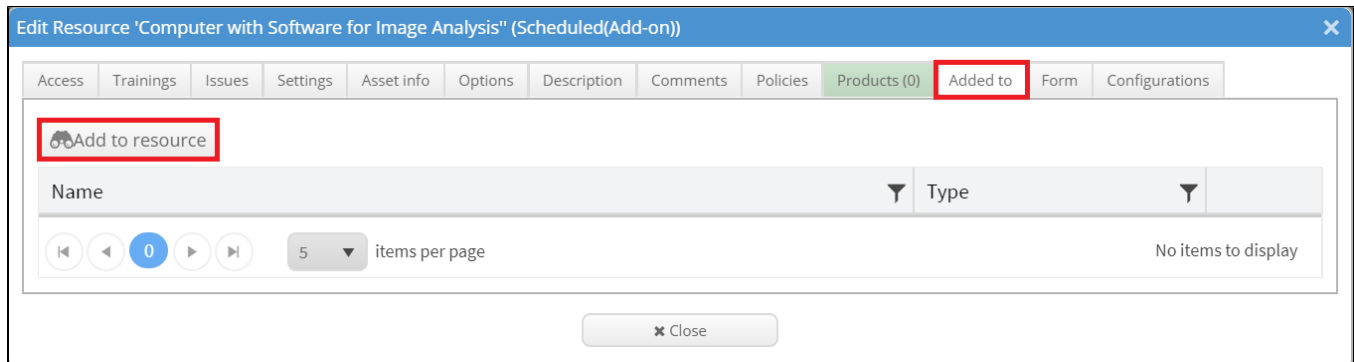 Edit Resource 'Computer with Software for Image Analysis" (Scheduled(Add-on))
Access Trainings Issues Settings Asset info Options Description Comments Policies Products (0) Added to Form Configurations
Add to resource
Name Type
0 5 items per page No items to display
Close